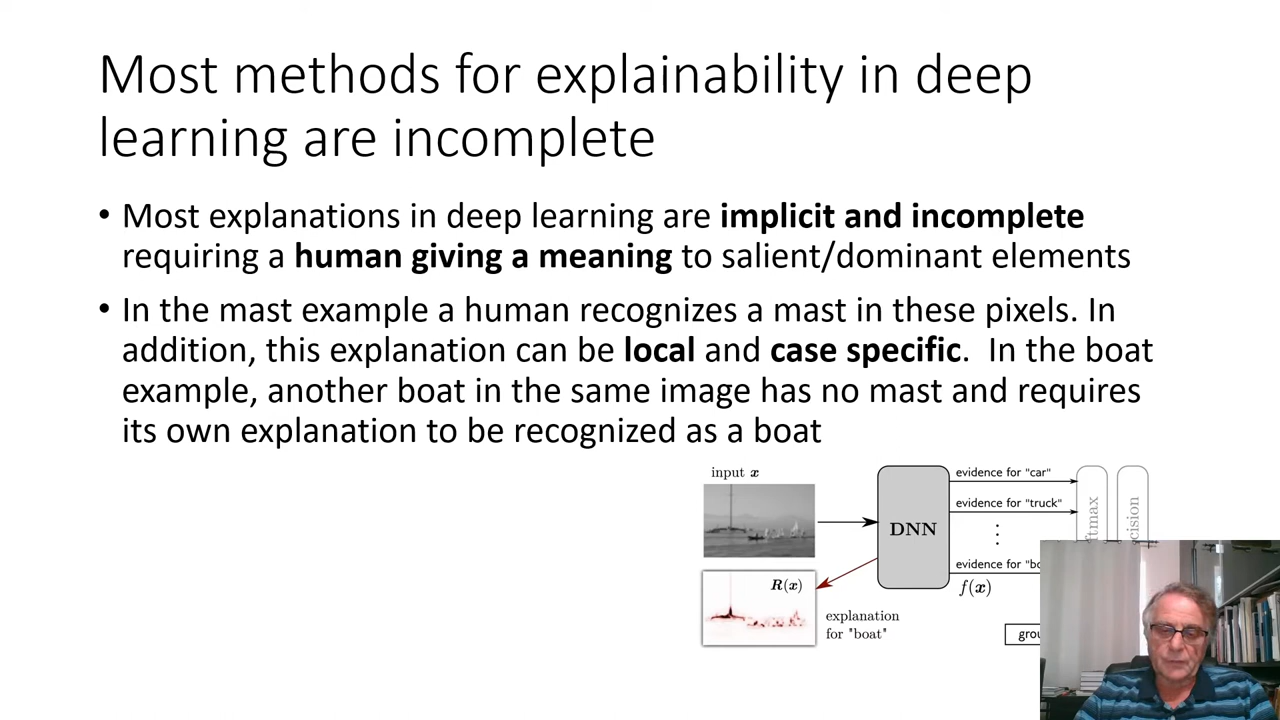 Most methods for explainability in deep
learning are incomplete
• Most explanations in deep learning are implicit and incomplete
requiring a human giving a meaning to salient/dominant elements
• In the mast example a human recognizes a mast in these pixels. In
addition, this explanation can be local and case specific. In the boat
example, another boat in the same image has no mast and requires
its own explanation to be recognized as a boat
input x
evidence for "car"
evidence for "truck"
DNN
evidence for
f(x)
R(x)
explanation
for "boat"